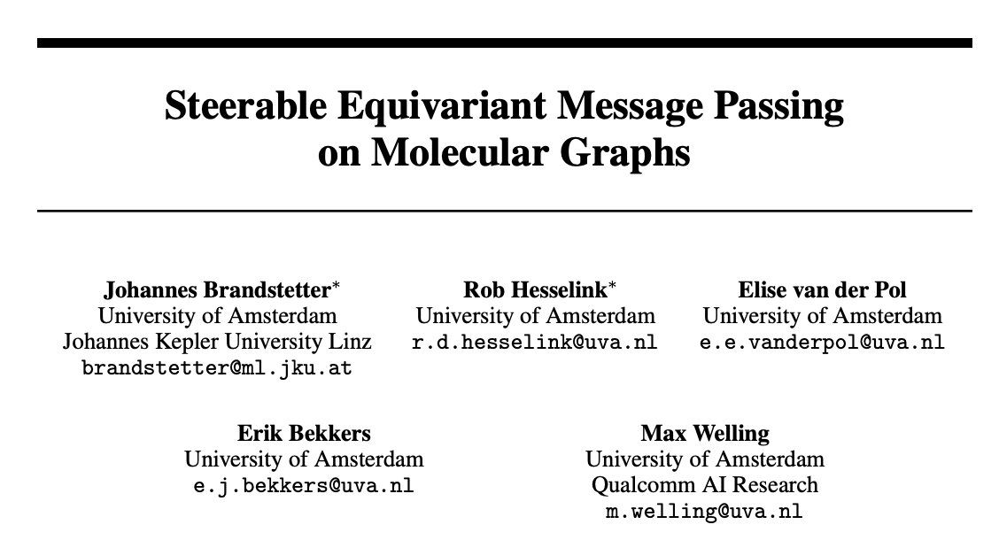 Steerable Equivariant Message Passing
on Molecular Graphs
Johannes Brandstetter*
University of Amsterdam
Johannes Kepler University Linz
brandstetter@ml.jku.at
Rob Hesselink*
University of Amsterdam
r.d.hesselink@uva.nl
Elise van der Pol
University of Amsterdam
e.e.vanderpol@uva.nl
Erik Bekkers
University of Amsterdam
e.j.bekkers@uva.nl
Max Welling
University of Amsterdam
Qualcomm AI Research
m.welling@uva.nl